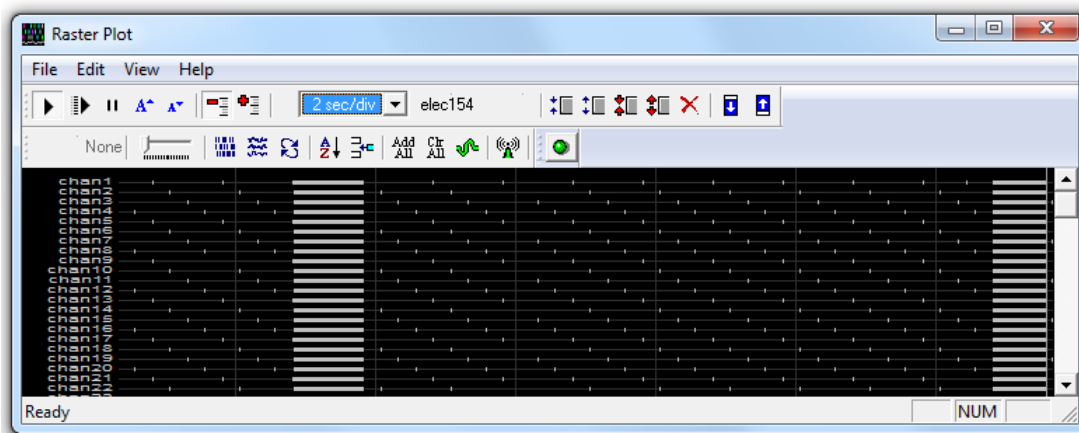 Raster Plot
File Edit View Help
2 sec/div elec154
None A Z Add All Clr All
chan1
chan2
chan3
chan4
chan5
chan6
chan7
chan8
chan9
chan10
chan11
chan12
chan13
chan14
chan15
chan16
chan17
chan18
chan19
chan20
chan21
chan22
Ready NUM